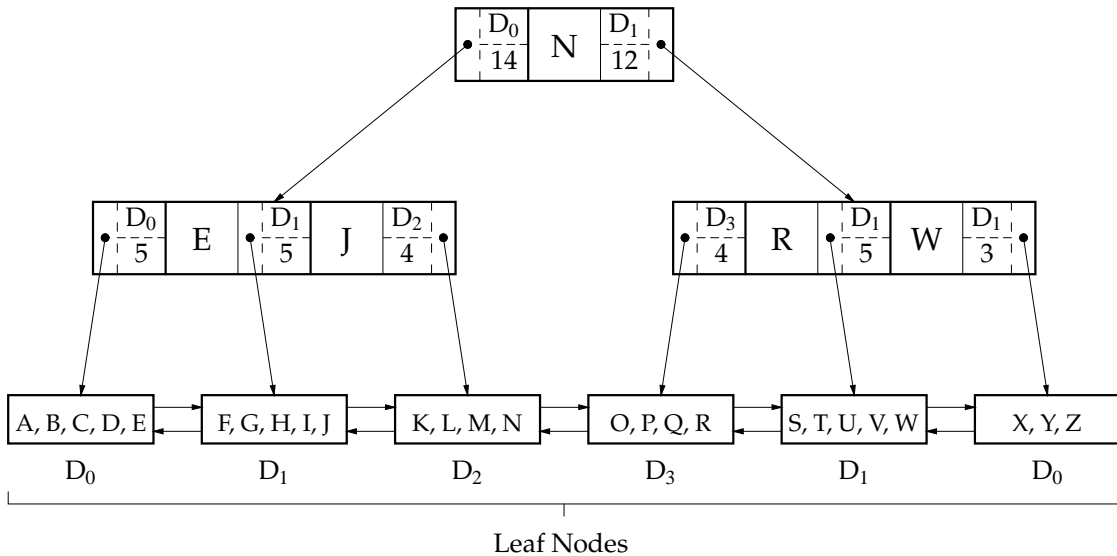 D0 N D1
14 12
D0 E D1 J D2
5 5 4
D3 R D1 W D1
4 5 3
A, B, C, D, E
F, G, H, I, J
K, L, M, N
O, P, Q, R
S, T, U, V, W
X, Y, Z
D0 D1 D2 D3 D1 D0
Leaf Nodes